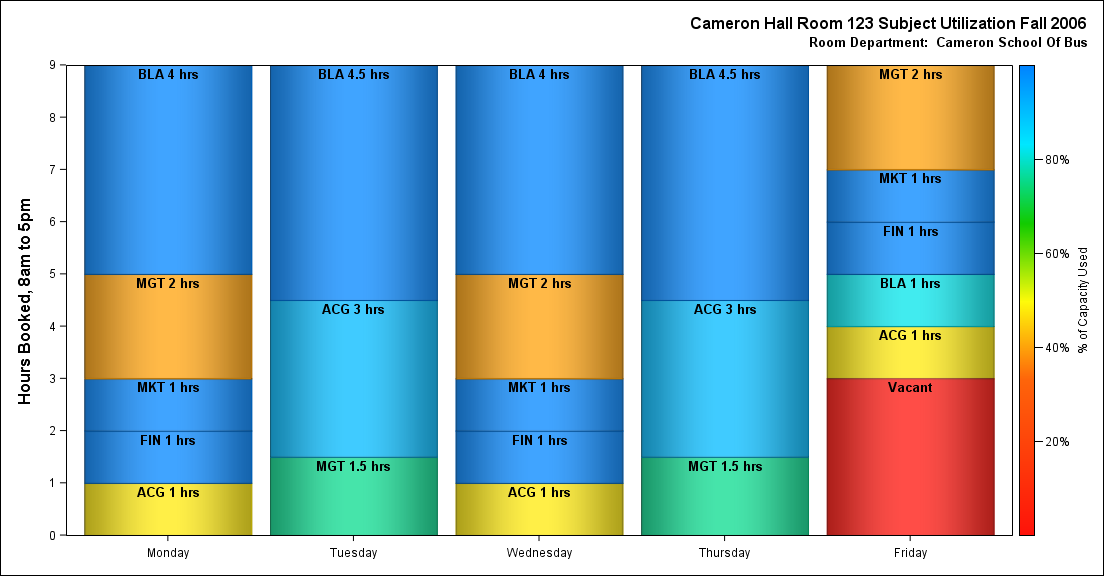 Cameron Hall Room 123 Subject Utilization Fall 2006
Room Department:  Cameron School Of Bus
Hours Booked, 8am to 5pm
9
8
7
6
5
4
3
2
1
0
BLA 4 hrs
MGT 2 hrs
MKT 1 hrs
FIN 1 hrs
ACG 1 hrs
Monday
BLA 4.5 hrs
ACG 3 hrs
MGT 1.5 hrs
Tuesday
BLA 4 hrs
MGT 2 hrs
MKT 1 hrs
FIN 1 hrs
ACG 1 hrs
Wednesday
BLA 4.5 hrs
ACG 3 hrs
MGT 1.5 hrs
Thursday
MGT 2 hrs
MKT 1 hrs
FIN 1 hrs
BLA 1 hrs
ACG 1 hrs
Vacant
Friday
80%
60%
40%
20%
% of Capacity Used